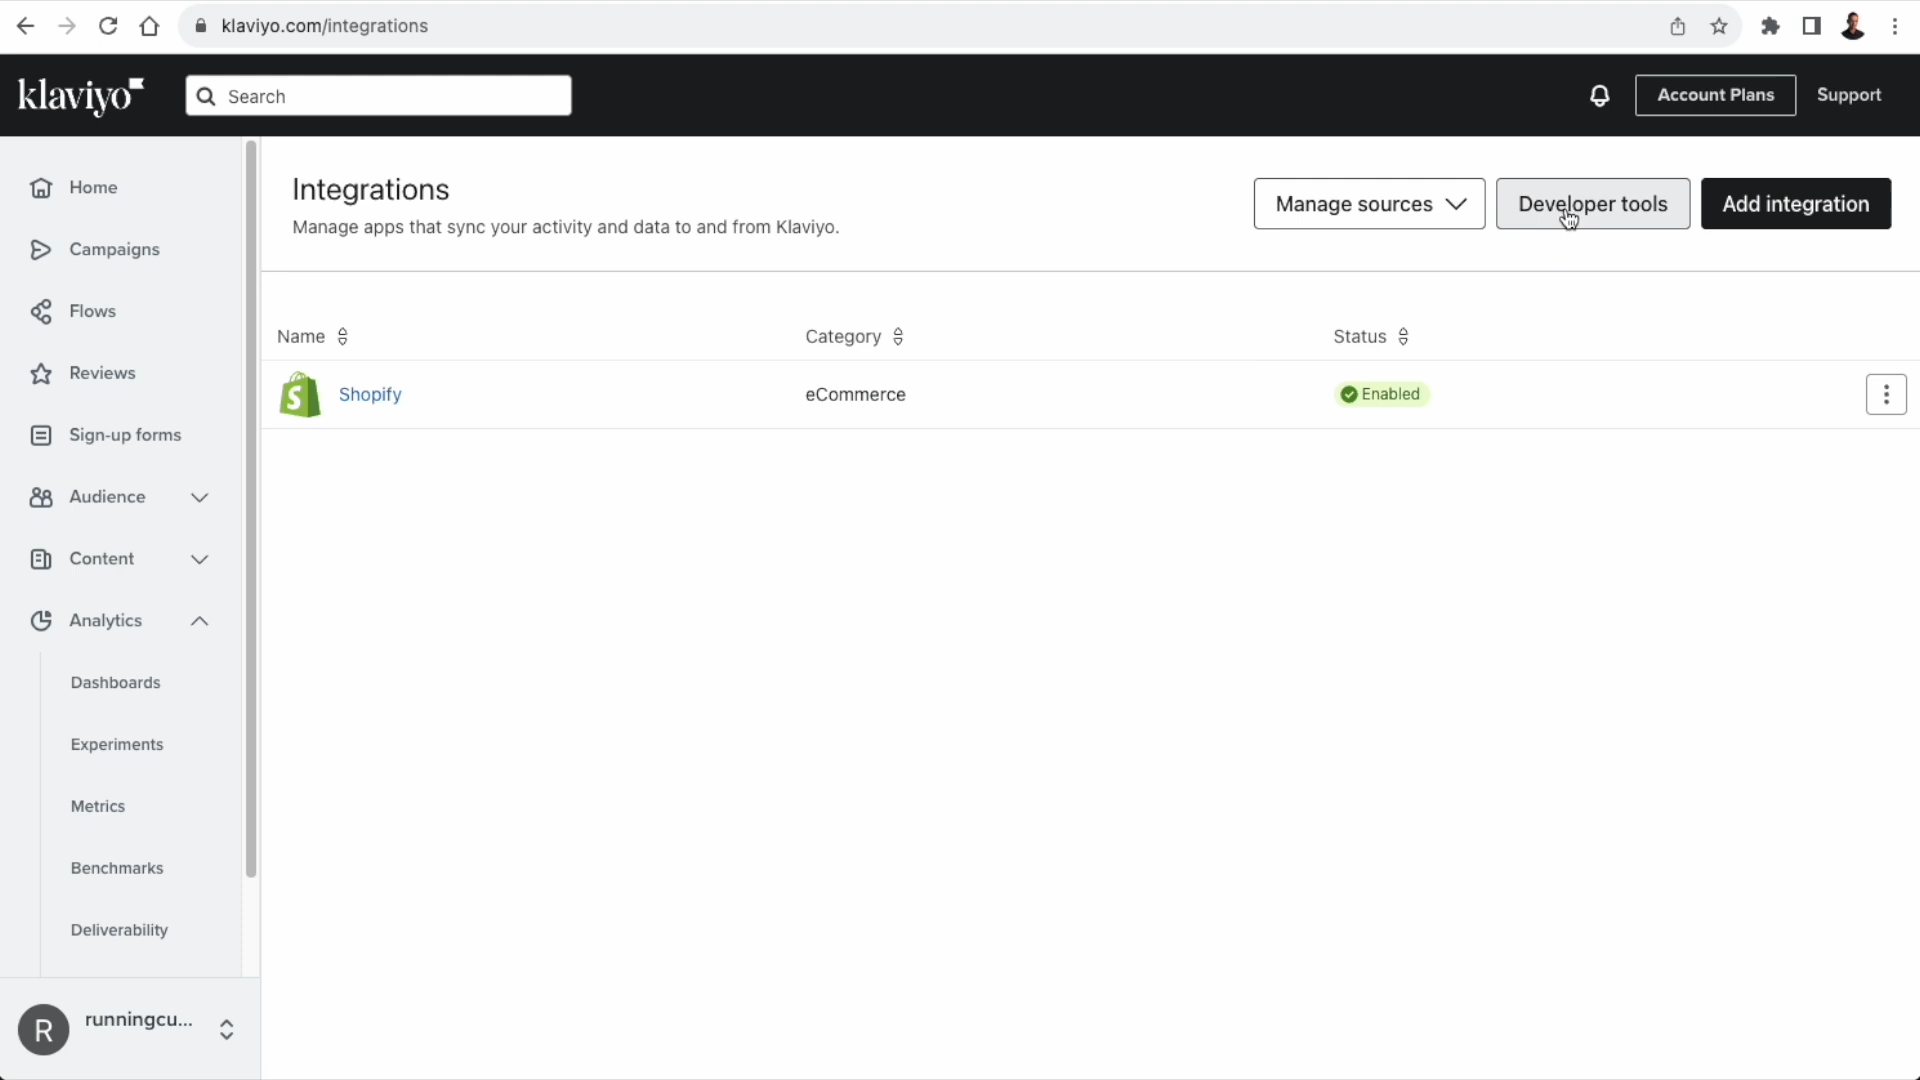 klaviyo.com/integrations
klaviyo
Search
Account Plans
Support
Home
Campaigns
Flows
Reviews
Sign-up forms
Audience
Content
Analytics
Dashboards
Experiments
Metrics
Benchmarks
Deliverability
R
runningcu...
Integrations
Manage apps that sync your activity and data to and from Klaviyo.
Manage sources
Developer tools
Add integration
Name
Category
Status
S
Shopify
eCommerce
Enabled